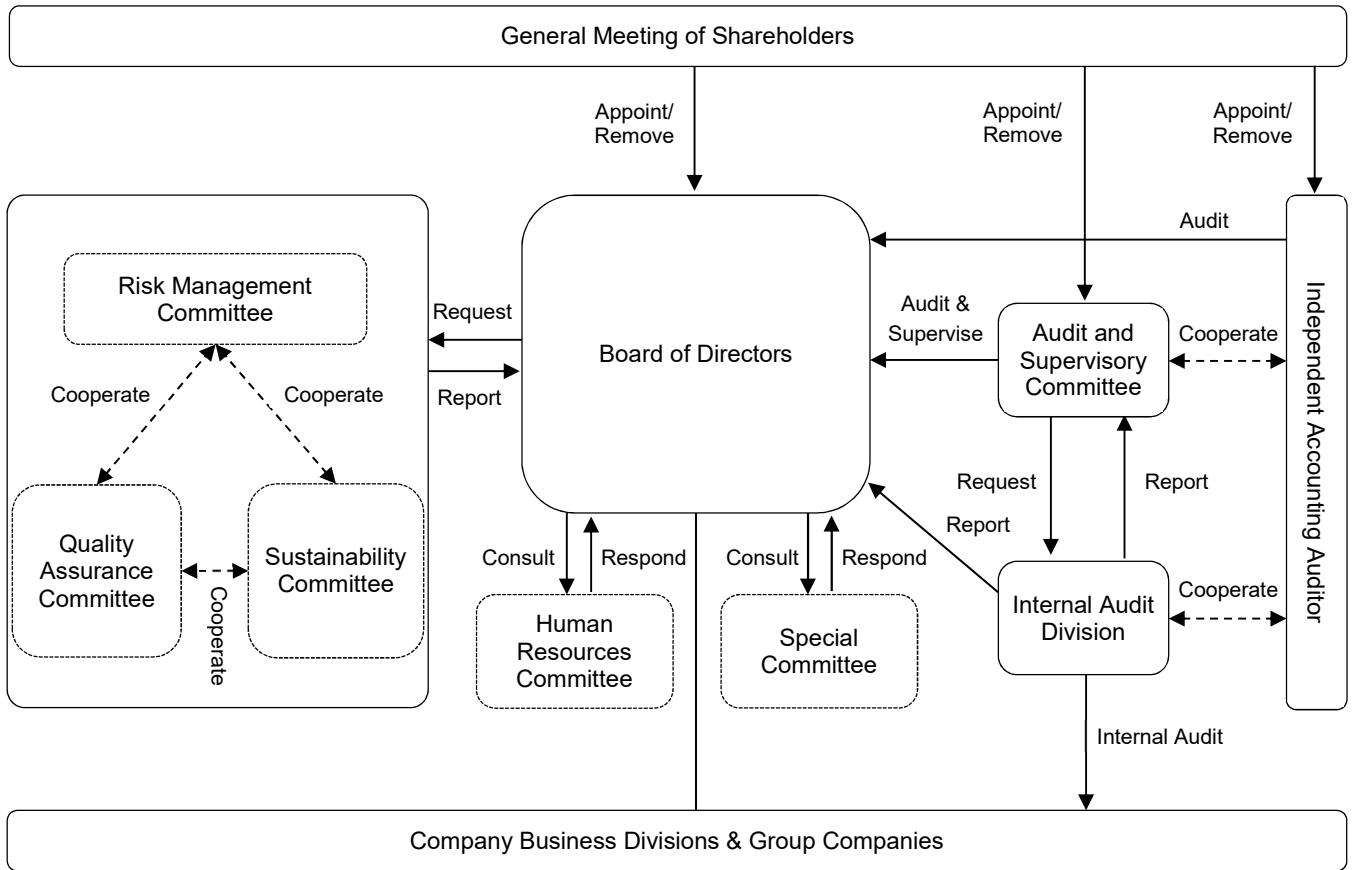 General Meeting of Shareholders
Appoint/
Remove
Appoint/
Remove
Appoint/
Remove
Risk Management
Committee
Cooperate
Cooperate
Quality
Assurance
Committee
Cooperate
Sustainability
Committee
Request
Report
Board of Directors
Consult
Respond
Human
Resources
Committee
Consult
Respond
Special
Committee
Audit
Audit &
Supervise
Audit and
Supervisory
Committee
Cooperate
Request
Report
Report
Internal Audit
Division
Cooperate
Independent Accounting Auditor
Internal Audit
Company Business Divisions & Group Companies